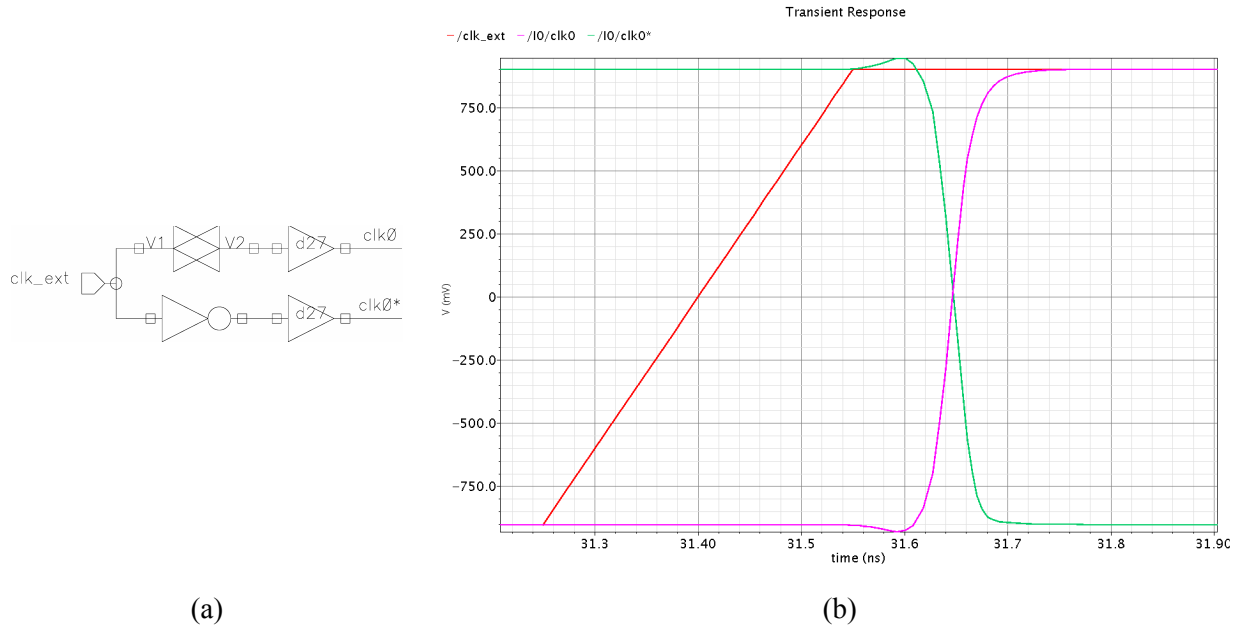 Transient Response
–/clk_ext –/I0/clk0 –/I0/clk0*
750.0
500.0
250.0
0
−250.0
−500.0
−750.0
V (mV)
31.3 31.40 31.5 31.6 31.7 31.8 31.90
time (ns)
V1 V2 d27 clk0
clk_ext
d27 clk0*
(a) (b)